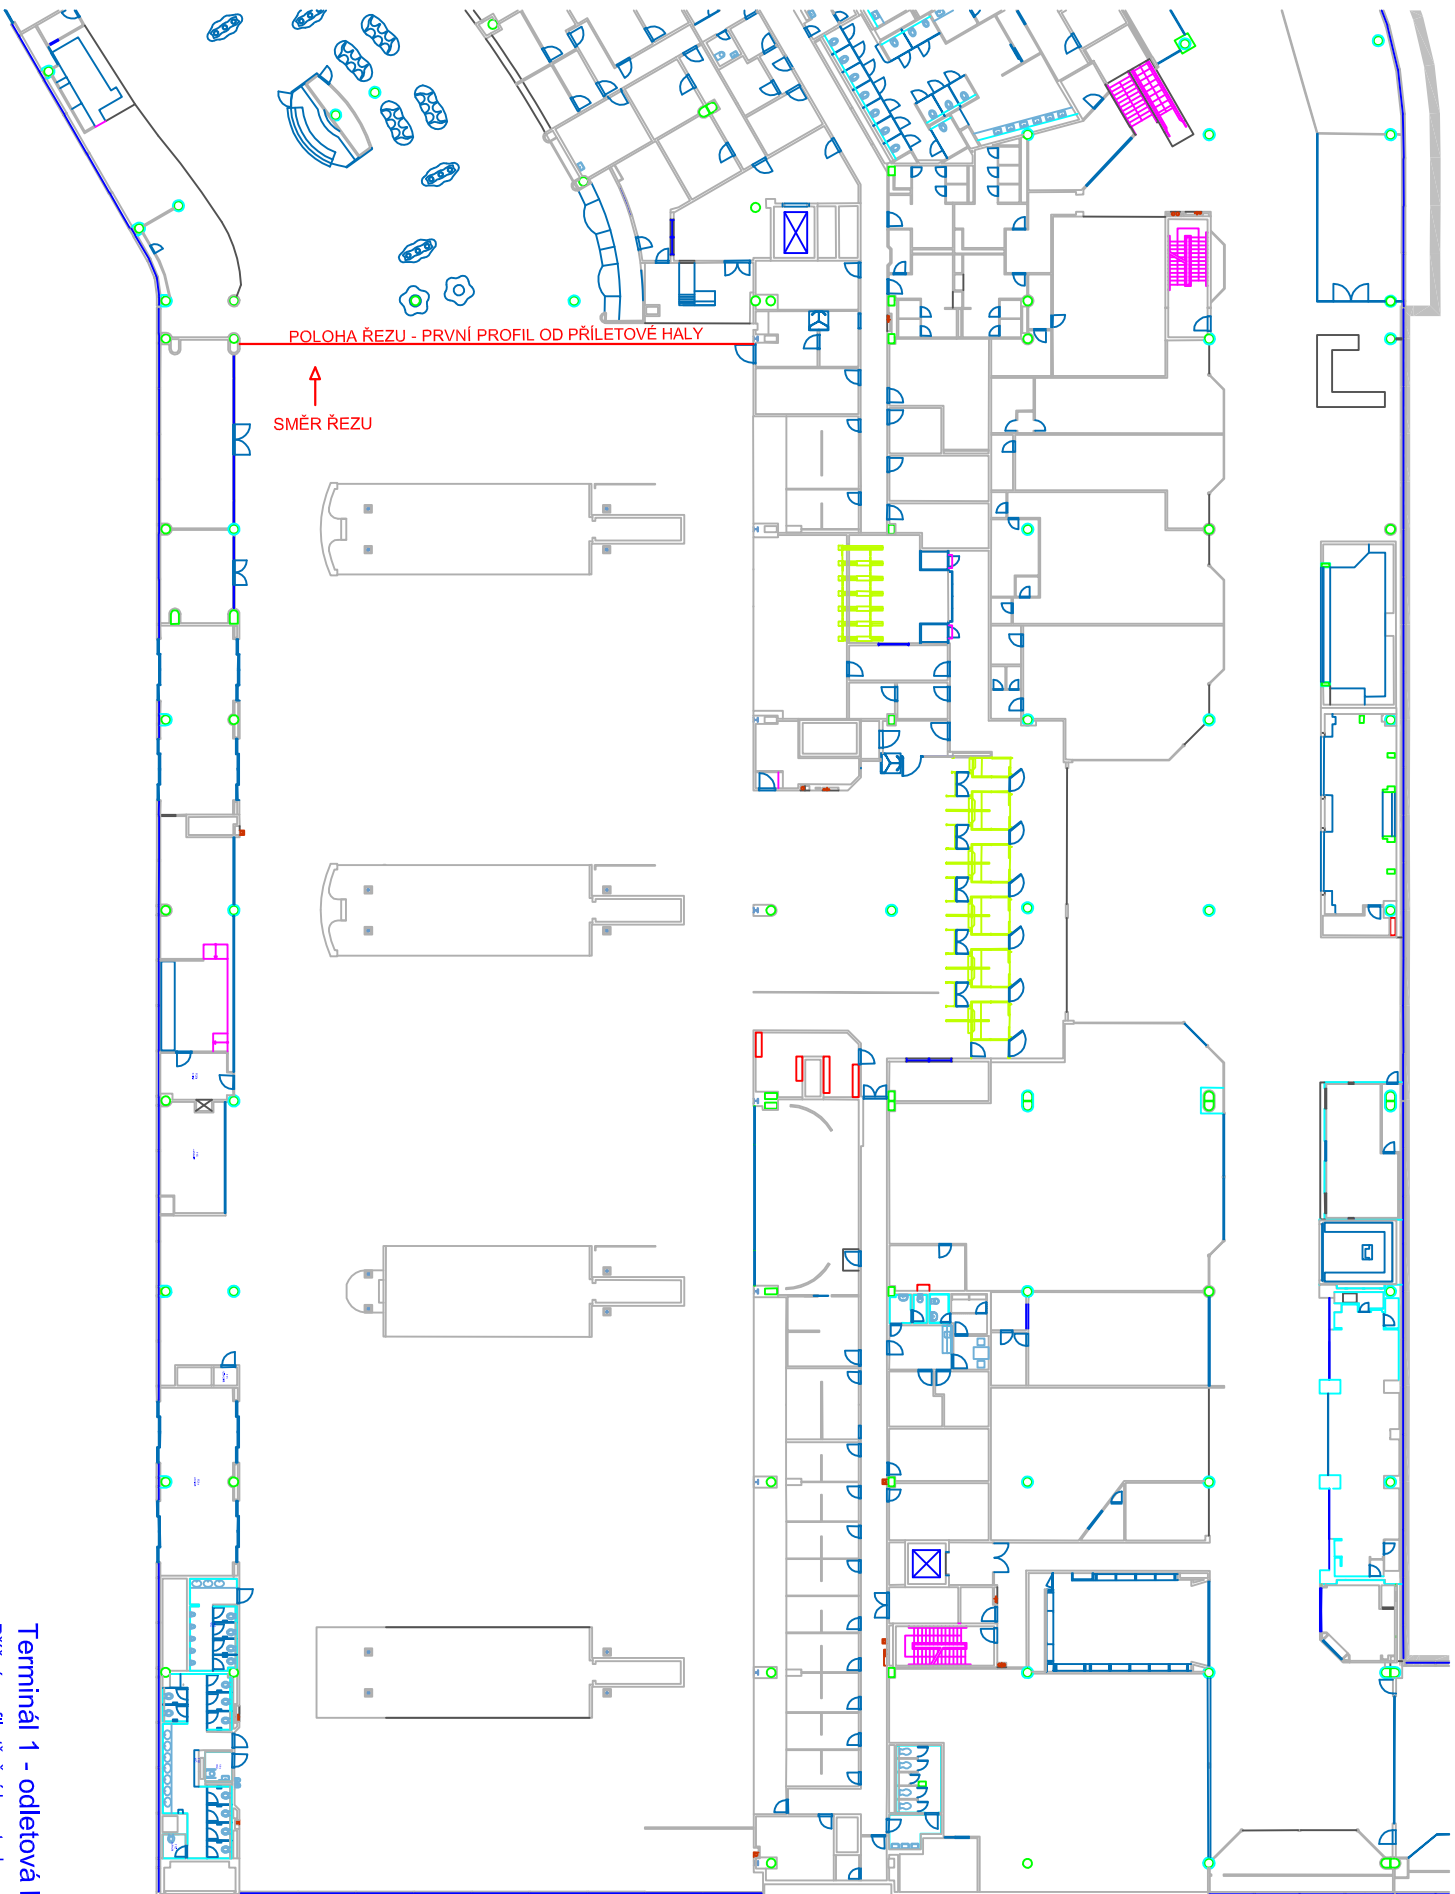 POLOHA ŘEZU - PRVNÍ PROFIL OD PŘÍLETOVÉ HALY
SMĚR ŘEZU
Terminál 1 - odletová